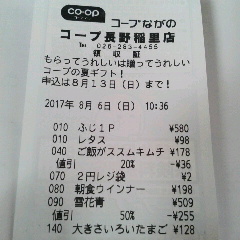 co-op
コープながの
コープ長野稲里店
Tel 026-263-4455
領収証
もらってうれしいは贈ってうれしい
コープの夏ギフト!
申込は8月13日(日)まで!
2017年 8月 6日(日) 10:36
010 ふじ1P ¥580
010 レタス ¥98
040 ご飯がススムキムチ ¥178
値引 20% -¥36
070 2円レジ袋 ¥2
080 朝食ウインナー ¥198
090 雪花青 ¥509
値引 50% -¥255
140 大きさいろいたまご ¥128